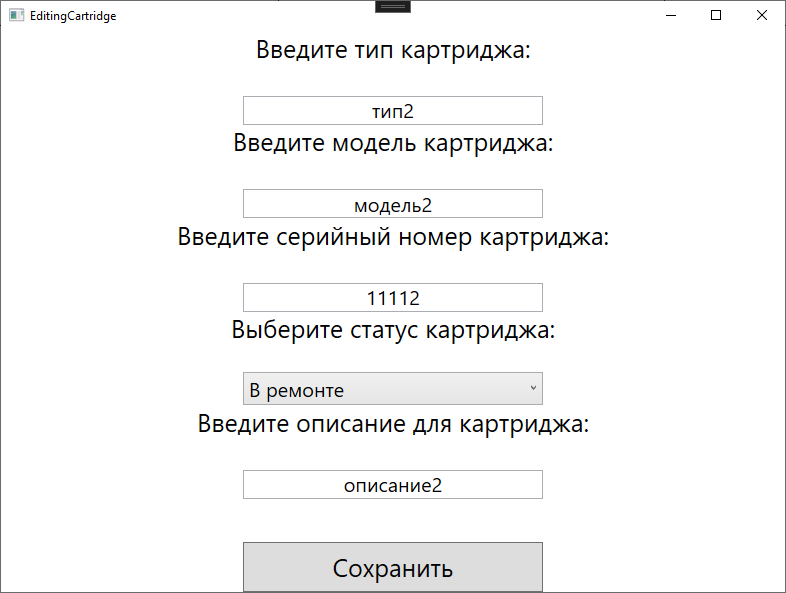 EditingCartridge
Введите тип картриджа:
тип2
Введите модель картриджа:
модель2
Введите серийный номер картриджа:
11112
Выберите статус картриджа:
В ремонте
Введите описание для картриджа:
описание2
Сохранить